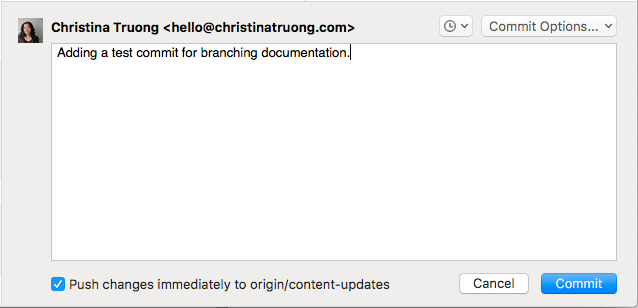 Christina Truong <hello@christinatruong.com>
Commit Options...
Adding a test commit for branching documentation.
Push changes immediately to origin/content-updates
Cancel
Commit